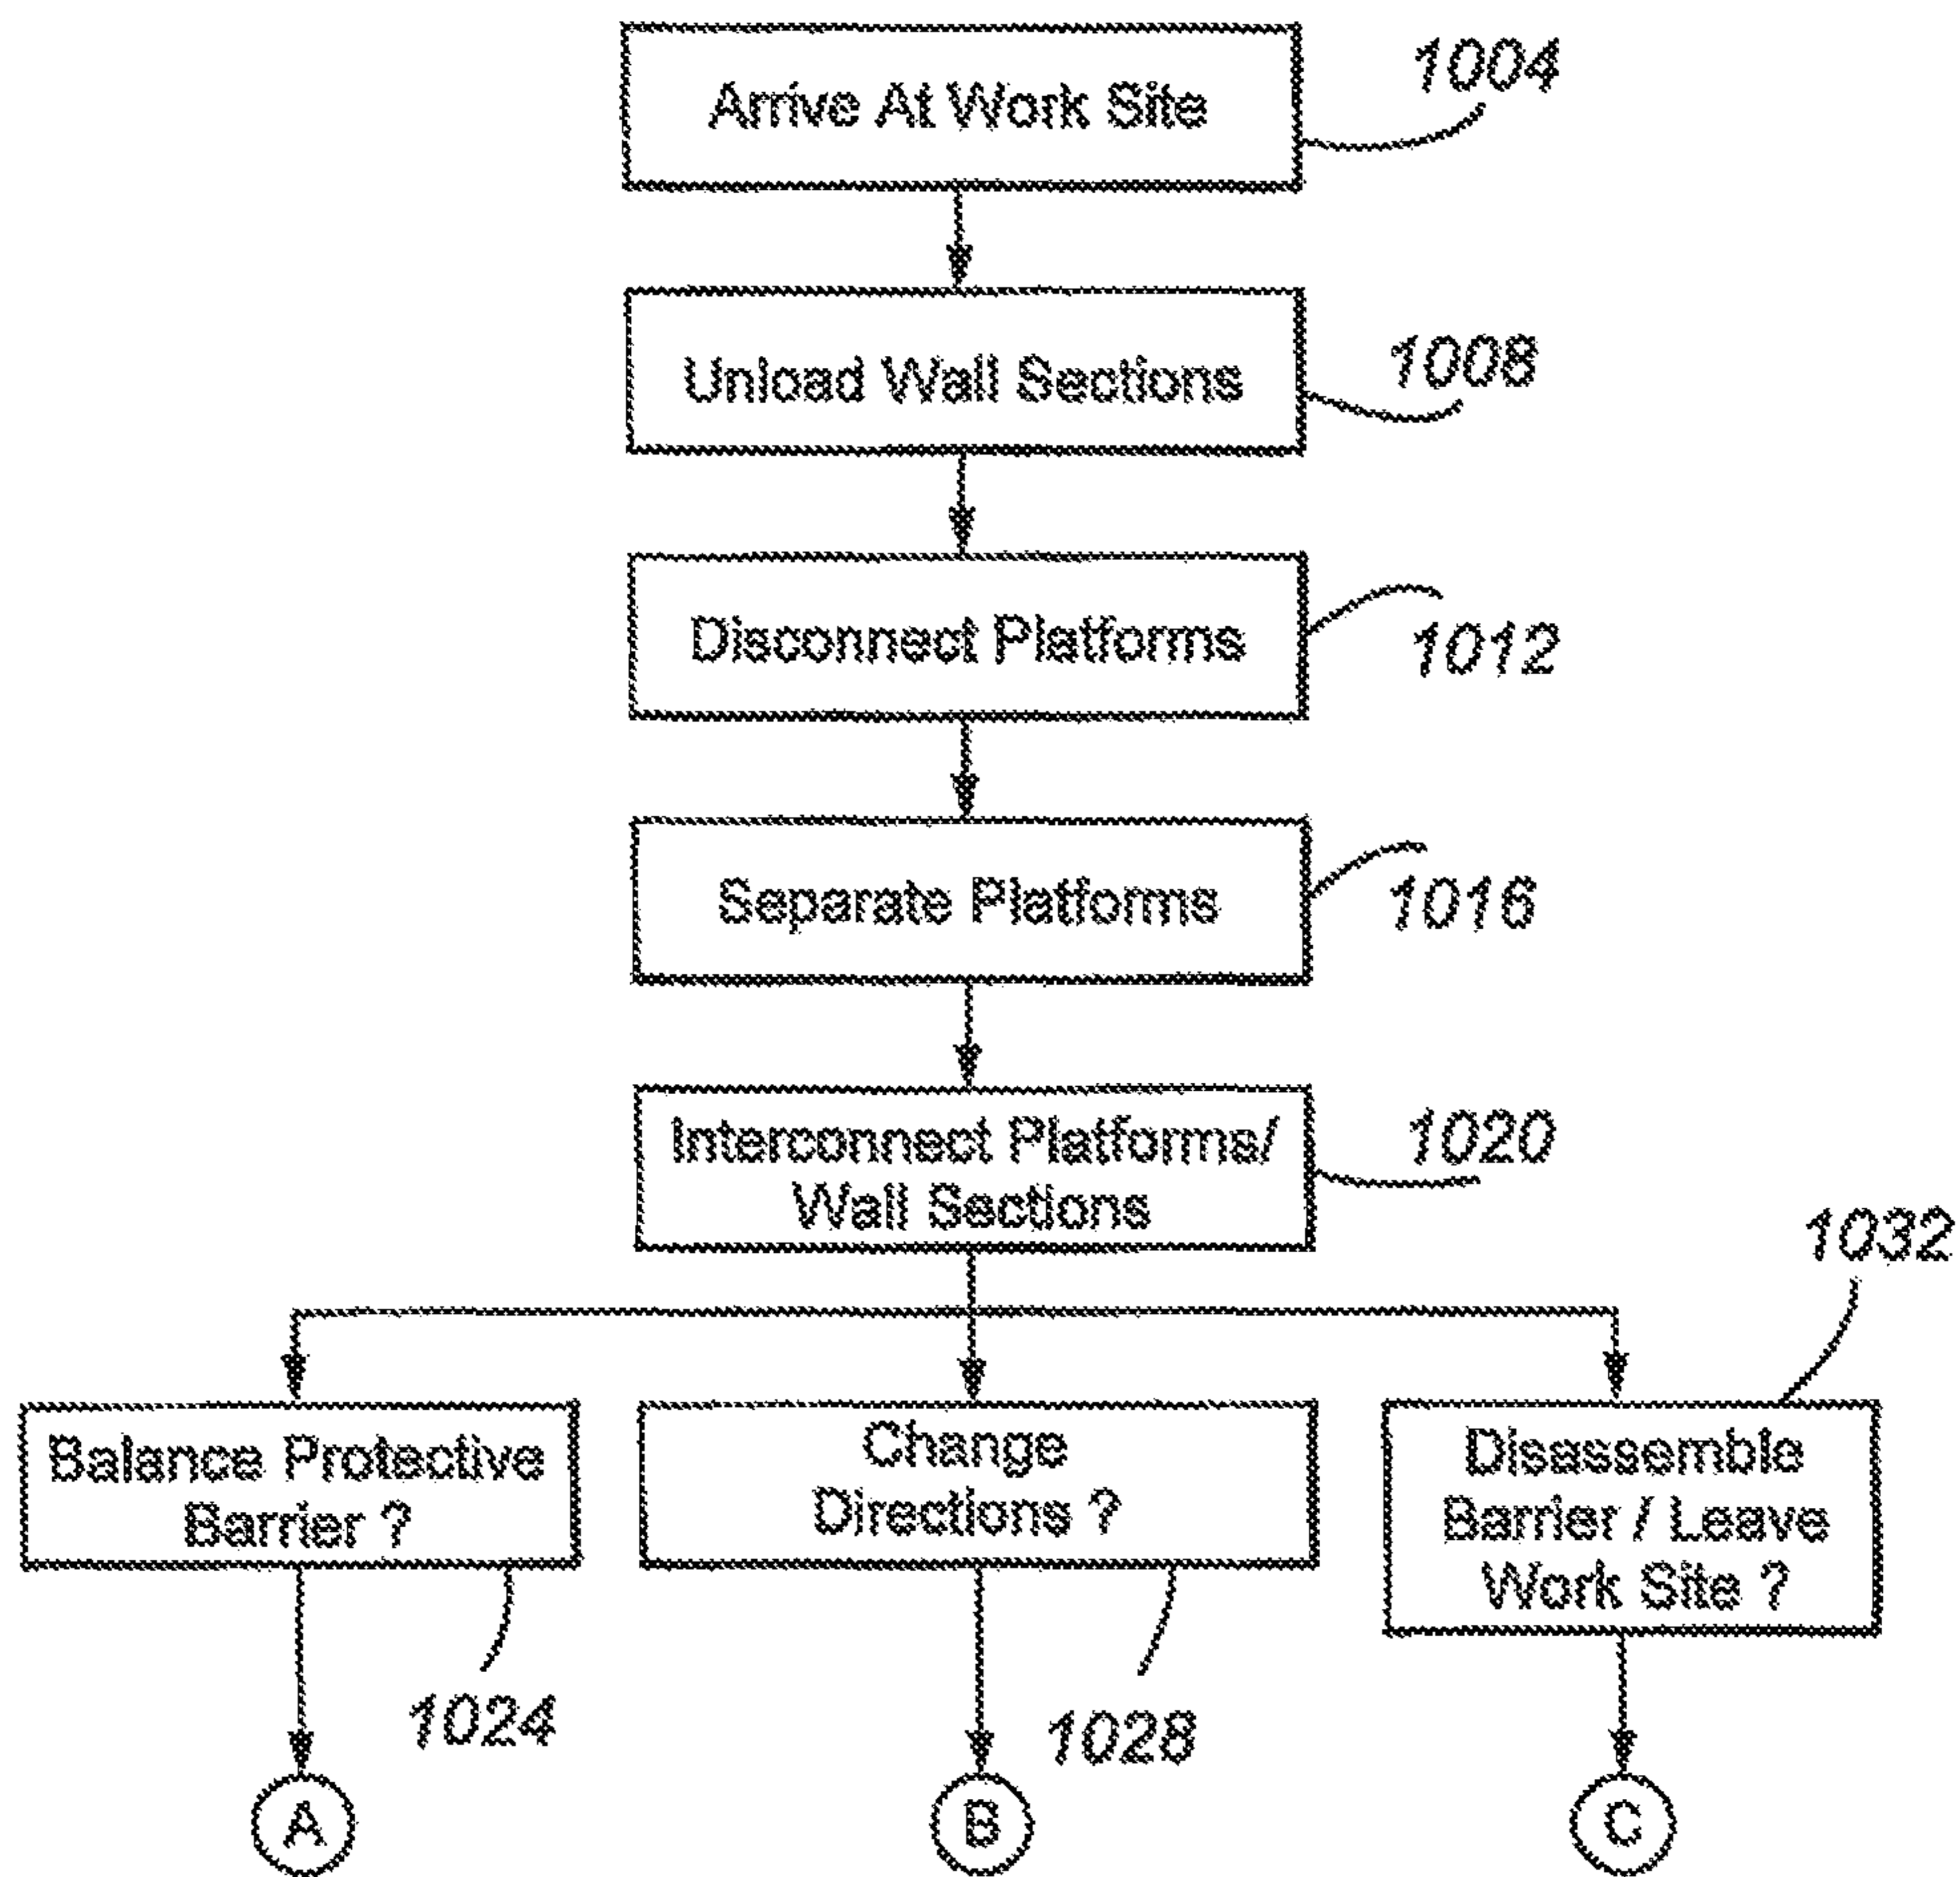 Arrive At Work Site
1004
Unload Wall Sections
1008
Disconnect Platforms
1012
Separate Platforms
1016
Interconnect Platforms/
Wall Sections
1020
1032
Balance Protective
Barrier ?
1024
Change
Directions ?
1028
Disassemble
Barrier / Leave
Work Site ?
A
B
C